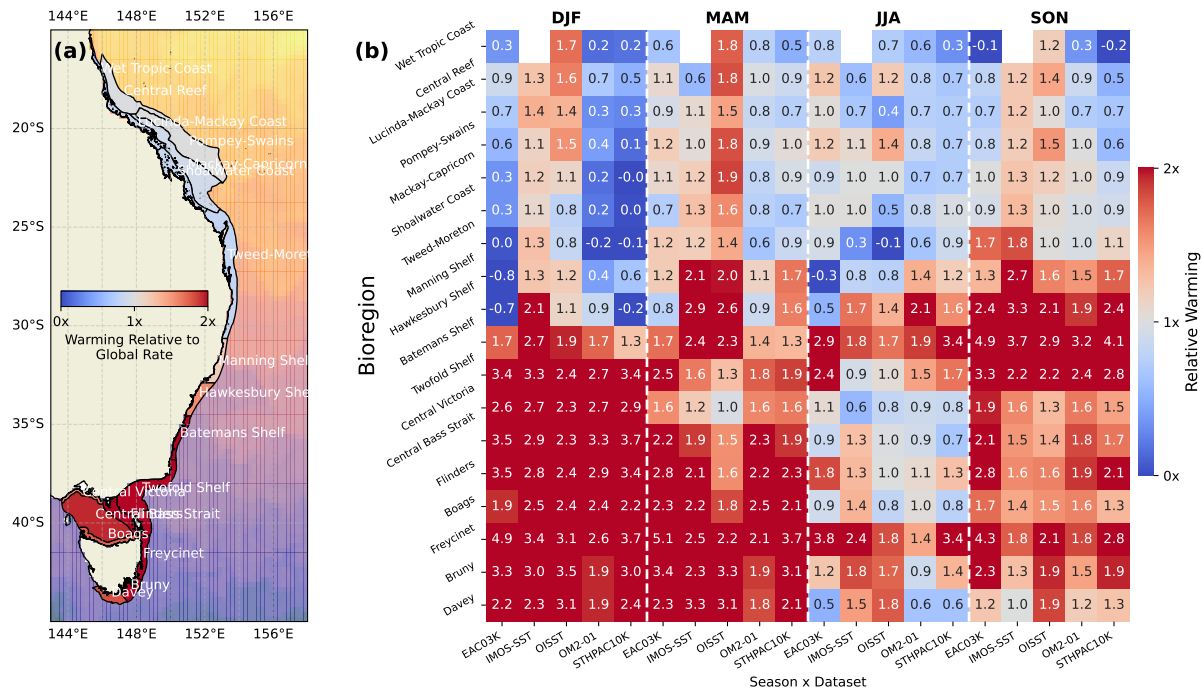 144°E 148°E 152°E 156°E
(a)
Wet Tropic Coast
Central Reef
Lucinda-Mackay Coast
Pompey-Swains
Mackay-Capricorn
Shoalwater Coast
Tweed-Moreton
Manning Shelf
Hawkesbury Shelf
Batemans Shelf
Twofold Shelf
Central Victoria
Central Bass Strait
Flinders
Boags
Freycinet
Bruny
Davey
20°S
25°S
30°S
35°S
40°S
0x 1x 2x
Warming Relative to
Global Rate
144°E 148°E 152°E 156°E
(b)
DJF MAM JJA SON
Bioregion
Wet Tropic Coast 0.3 1.7 0.2 0.2 0.6 1.8 0.8 0.5 0.8 0.7 0.6 0.3 -0.1 1.2 0.3 -0.2
Central Reef 0.9 1.3 1.6 0.7 0.5 1.1 0.6 1.8 1.0 0.9 1.2 0.6 1.2 0.8 0.7 0.8 1.2 1.4 0.9 0.5
Lucinda-Mackay Coast 0.7 1.4 1.4 0.3 0.3 0.9 1.1 1.5 0.8 0.8 1.0 0.7 0.4 0.7 0.7 0.7 1.2 1.0 0.7 0.7
Pompey-Swains 0.6 1.1 1.5 0.4 0.1 1.2 1.0 1.8 0.9 1.0 1.2 1.1 1.4 0.8 0.7 0.8 1.2 1.5 1.0 0.6
Mackay-Capricorn 0.3 1.2 1.1 0.2 -0.0 1.1 1.2 1.9 0.8 0.9 0.9 1.0 1.0 0.7 0.7 1.0 1.3 1.2 1.0 0.9
Shoalwater Coast 0.3 1.1 0.8 0.2 0.0 0.7 1.3 1.6 0.8 0.7 1.0 1.0 0.5 0.8 1.0 0.9 1.3 1.0 1.0 0.9
Tweed-Moreton 0.0 1.3 0.8 -0.2 -0.1 1.2 1.2 1.4 0.6 0.9 0.9 0.3 -0.1 0.6 0.9 1.7 1.8 1.0 1.0 1.1
Manning Shelf -0.8 1.3 1.2 0.4 0.6 1.2 2.1 2.0 1.1 1.7 -0.3 0.8 0.8 1.4 1.2 1.3 2.7 1.6 1.5 1.7
Hawkesbury Shelf -0.7 2.1 1.1 0.9 -0.2 0.8 2.9 2.6 0.9 1.6 0.5 1.7 1.4 2.1 1.6 2.4 3.3 2.1 1.9 2.4
Batemans Shelf 1.7 2.7 1.9 1.7 1.3 1.7 2.4 2.3 1.4 1.3 2.9 1.8 1.7 1.9 3.4 4.9 3.7 2.9 3.2 4.1
Twofold Shelf 3.4 3.3 2.4 2.7 3.4 2.5 1.6 1.3 1.8 1.9 2.4 0.9 1.0 1.5 1.7 3.3 2.2 2.2 2.4 2.8
Central Victoria 2.6 2.7 2.3 2.7 2.9 1.6 1.2 1.0 1.6 1.6 1.1 0.6 0.8 0.9 0.8 1.9 1.6 1.3 1.6 1.5
Central Bass Strait 3.5 2.9 2.3 3.3 3.7 2.2 1.9 1.5 2.3 1.9 0.9 1.3 1.0 0.9 0.7 2.1 1.5 1.4 1.8 1.7
Flinders 3.5 2.8 2.4 2.9 3.4 2.8 2.1 1.6 2.2 2.3 1.8 1.3 1.0 1.1 1.3 2.8 1.6 1.6 1.9 2.1
Boags 1.9 2.5 2.4 2.4 2.2 2.3 2.2 1.8 2.5 2.1 0.9 1.4 0.8 1.0 0.8 1.7 1.4 1.5 1.6 1.3
Freycinet 4.9 3.4 3.1 2.6 3.7 5.1 2.5 2.2 2.1 3.7 3.8 2.4 1.8 1.4 3.4 4.3 1.8 2.1 1.8 2.8
Bruny 3.3 3.0 3.5 1.9 3.0 3.4 2.3 3.3 1.9 3.1 1.2 1.8 1.7 0.9 1.4 2.3 1.3 1.9 1.5 1.9
Davey 2.2 2.3 3.1 1.9 2.4 2.3 3.3 3.1 1.8 2.1 0.5 1.5 1.8 0.6 0.6 1.2 1.0 1.9 1.2 1.3
EAC03K IMOS-SST OISST OM2-01 STHPAC10K EAC03K IMOS-SST OISST OM2-01 STHPAC10K EAC03K IMOS-SST OISST OM2-01 STHPAC10K EAC03K IMOS-SST OISST OM2-01 STHPAC10K
Season x Dataset
2x
1x
0x
Relative Warming